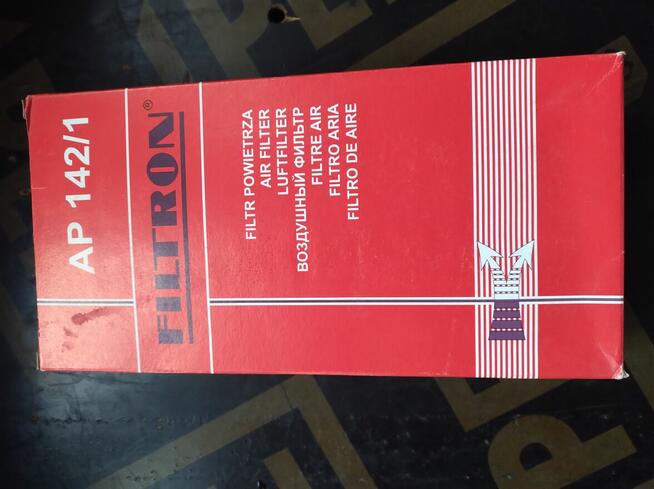 AP 142/1
FILTRON®
FILTR POWIETRZA
AIR FILTER
LUFTFILTER
ВОЗДУШНЫЙ ФИЛЬТР
FILTRE AIR
FILTRO ARIA
FILTRO DE AIRE